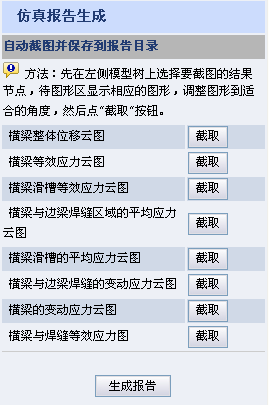 仿真报告生成
自动截图并保存到报告目录
方法：先在左侧模型树上选择要截图的结果
节点，待图形区显示相应的图形，调整图形到适
合的角度，然后点“截取”按钮。
横梁整体位移云图 截取
横梁等效应力云图 截取
横梁滑槽等效应力云图 截取
横梁与边梁焊缝区域的平均应力
云图 截取
横梁滑槽的平均应力云图 截取
横梁与边梁焊缝的变动应力云图 截取
横梁的变动应力云图 截取
横梁与焊缝等效应力图 截取
生成报告